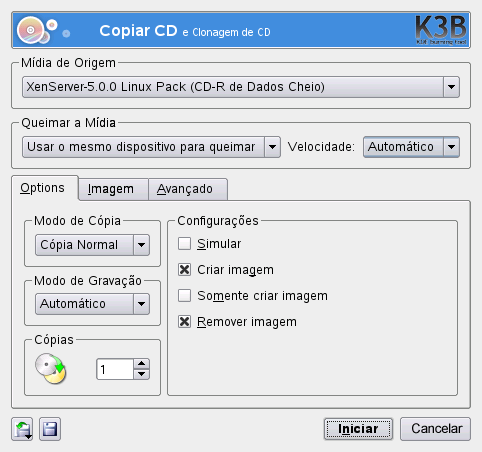 Copiar CD e Clonagem de CD
K3B
Mídia de Origem
XenServer-5.0.0 Linux Pack (CD-R de Dados Cheio)
Queimar a Mídia
Usar o mesmo dispositivo para queimar
Velocidade:
Automático
Options
Imagem
Avançado
Modo de Cópia
Cópia Normal
Modo de Gravação
Automático
Cópias
1
Configurações
Simular
Criar imagem
Somente criar imagem
Remover imagem
Iniciar
Cancelar